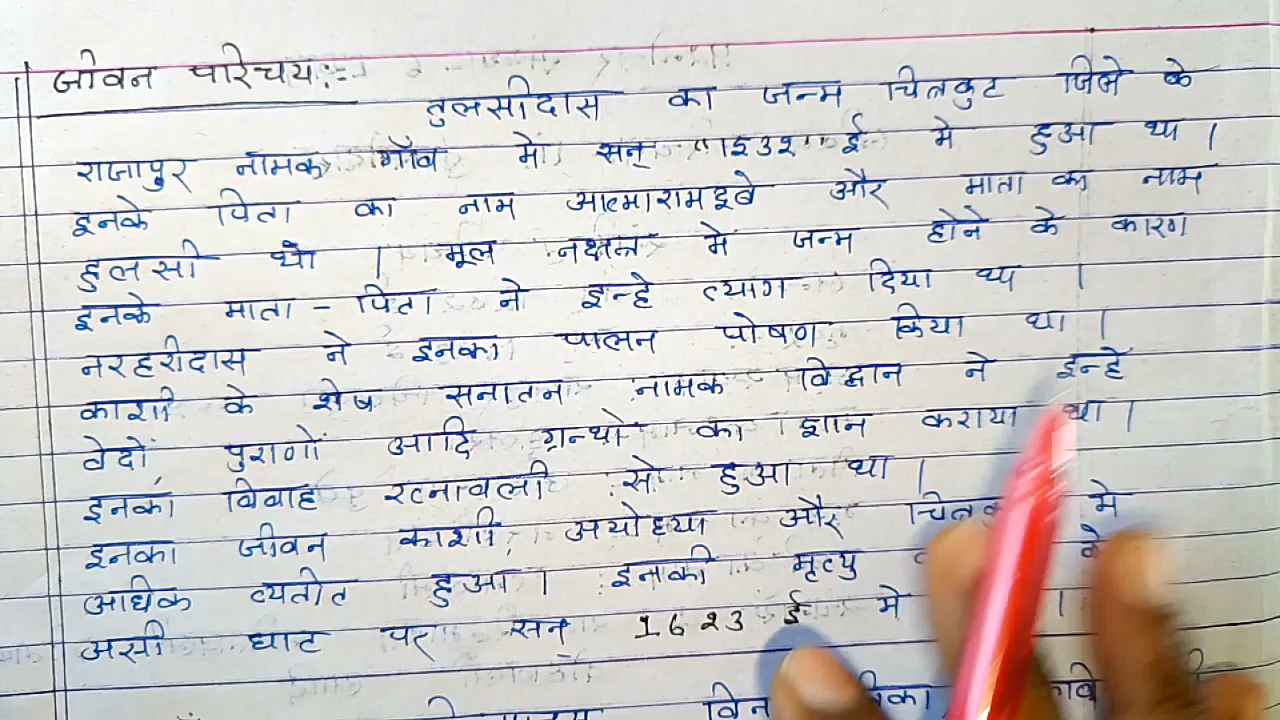 जीवन परिचय :-
तुलसीदास का जन्म चित्रकुट जिले के
राजापुर नामक गाँव में सन् 1532 ई मे हुआ था |
इनके पिता का नाम आत्मारामदूबे और माता का नाम
हुलसी थी | मूल नक्षत्र मे जन्म होने के कारण
इनके माता - पिता ने इन्हे त्याग दिया था |
नरहरीदास ने इनका पालन पोषण किया था |
काशी के शेष सनातन नामक विद्वान ने इन्हे
वेदों पुराणों आदि ग्रन्थो का ज्ञान कराया था |
इनका विवाह रत्नावली से हुआ था |
इनका जीवन काशी, अयोध्या और मे
अधिक व्यतीत हुआ | इनकी मृत्यु के
असी घाट पर सन् 1623 ई मे |